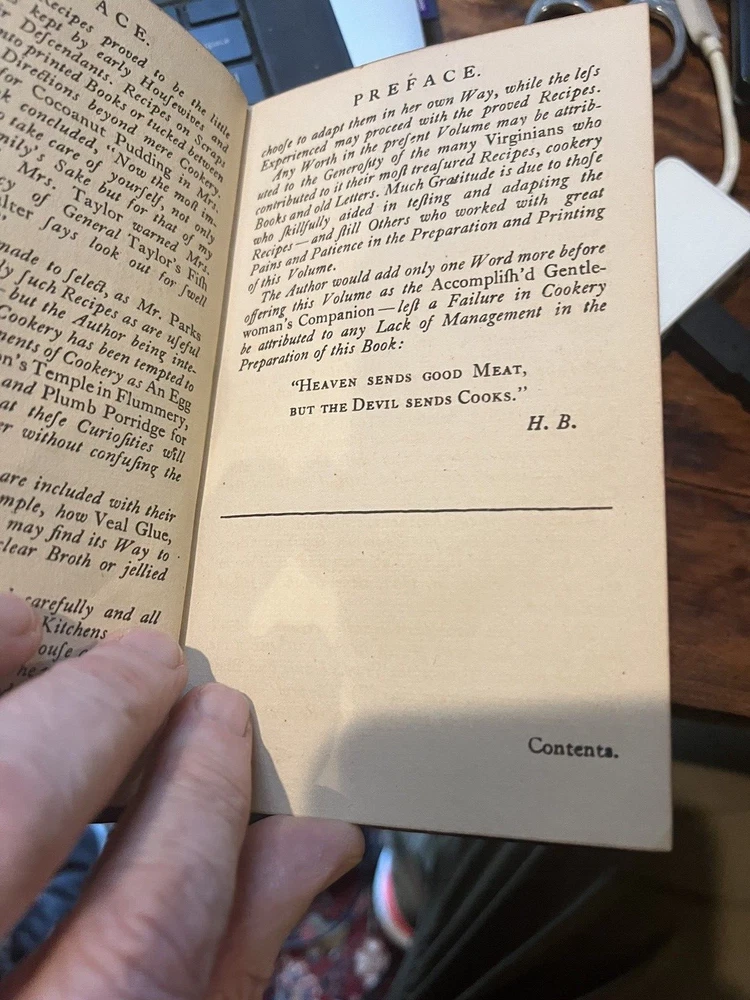 ACE.
Recipes proved to be the little
kept by early Houſewives and
Deſcendants. Recipes on Scraps
into printed Books or tucked between
Directions beyond mere Cookery.
for Cocoanut Pudding in Mrs.
concluded, "Now the moſt im-
to take care of yourſelf, not only
family's Sake but for that of my
Mrs. Taylor warned Mrs.
of General Taylor's Fiſh
ſays look out for ſwell
made to ſelect, as Mr. Parks
ſuch Recipes as are uſeful
but the Author being inte-
Cookery has been tempted to
of Cookery as An Egg
Temple in Flummery,
and Plumb Porridge for
theſe Curioſities will
without confuſing the
are included with their
how Veal Glue,
may find its Way to
clear Broth or jellied
carefully and all
Kitchens
PREFACE.
chooſe to adapt them in her own Way, while the leſs
Experienced may proceed with the proved Recipes.
Any Worth in the preſent Volume may be attrib-
uted to the Generoſity of the many Virginians who
contributed to it their moſt treaſured Recipes, cookery
Books and old Letters. Much Gratitude is due to thoſe
who ſkillfully aided in teſting and adapting the
Recipes—and ſtill Others who worked with great
Pains and Patience in the Preparation and Printing
of this Volume.
The Author would add only one Word more before
offering this Volume as the Accompliſh'd Gentle-
woman's Companion—leſt a Failure in Cookery
be attributed to any Lack of Management in the
Preparation of this Book:
"HEAVEN SENDS GOOD MEAT,
BUT THE DEVIL SENDS COOKS."
H. B.
Contents.